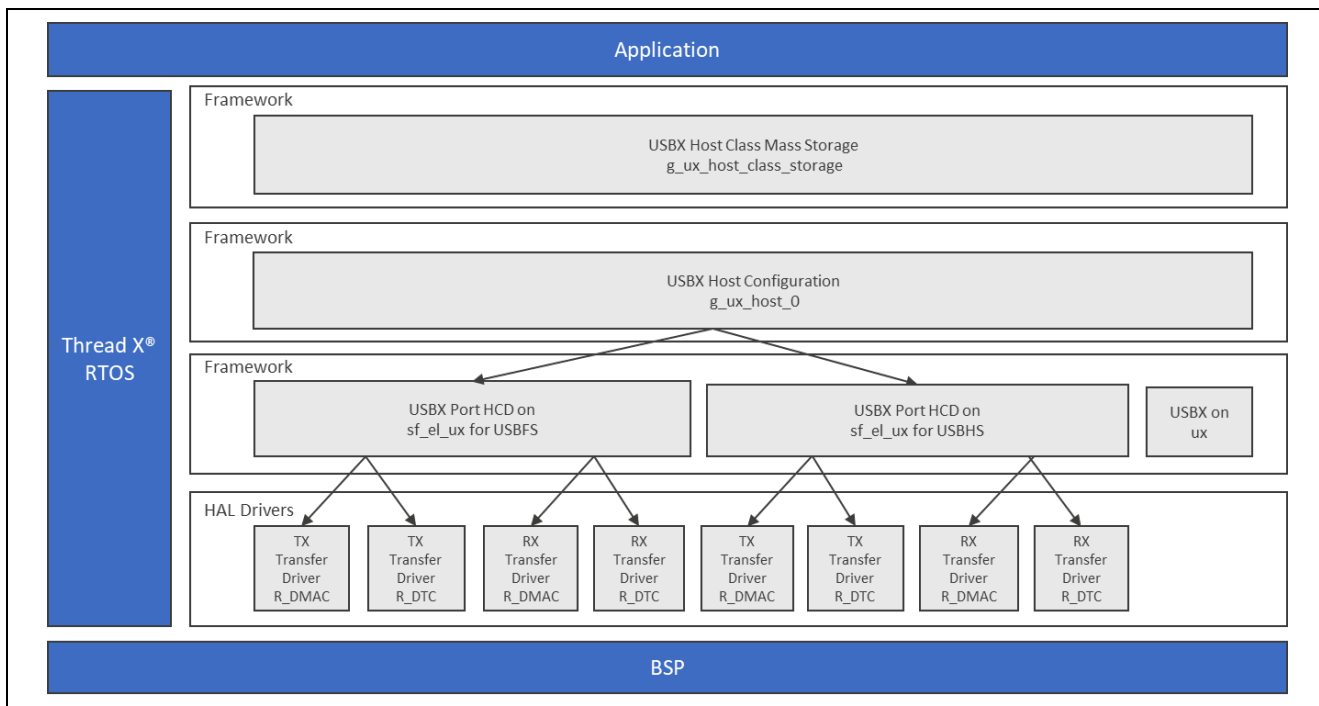 Application
Thread X®
RTOS
Framework
USBX Host Class Mass Storage
g_ux_host_class_storage
Framework
USBX Host Configuration
g_ux_host_0
Framework
USBX Port HCD on
sf_el_ux for USBFS
USBX Port HCD on
sf_el_ux for USBHS
USBX on
ux
HAL Drivers
TX
Transfer
Driver
R_DMAC
TX
Transfer
Driver
R_DTC
RX
Transfer
Driver
R_DMAC
RX
Transfer
Driver
R_DTC
TX
Transfer
Driver
R_DMAC
TX
Transfer
Driver
R_DTC
RX
Transfer
Driver
R_DMAC
RX
Transfer
Driver
R_DTC
BSP